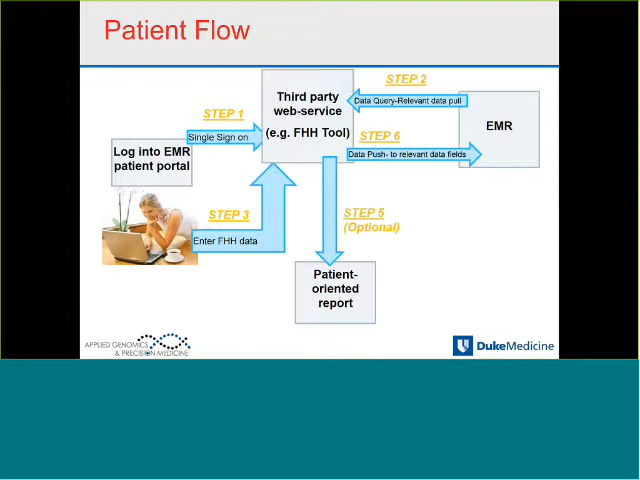 Patient Flow
STEP 2
Third party
web-service
(e.g. FHH Tool)
Data Query-Relevant data pull
EMR
STEP 1
Single Sign on
STEP 6
Data Push- to relevant data fields
Log into EMR
patient portal
STEP 3
Enter FHH data
STEP 5
(Optional)
Patient-
oriented
report
APPLIED GENOMICS
& PRECISION MEDICINE
DukeMedicine